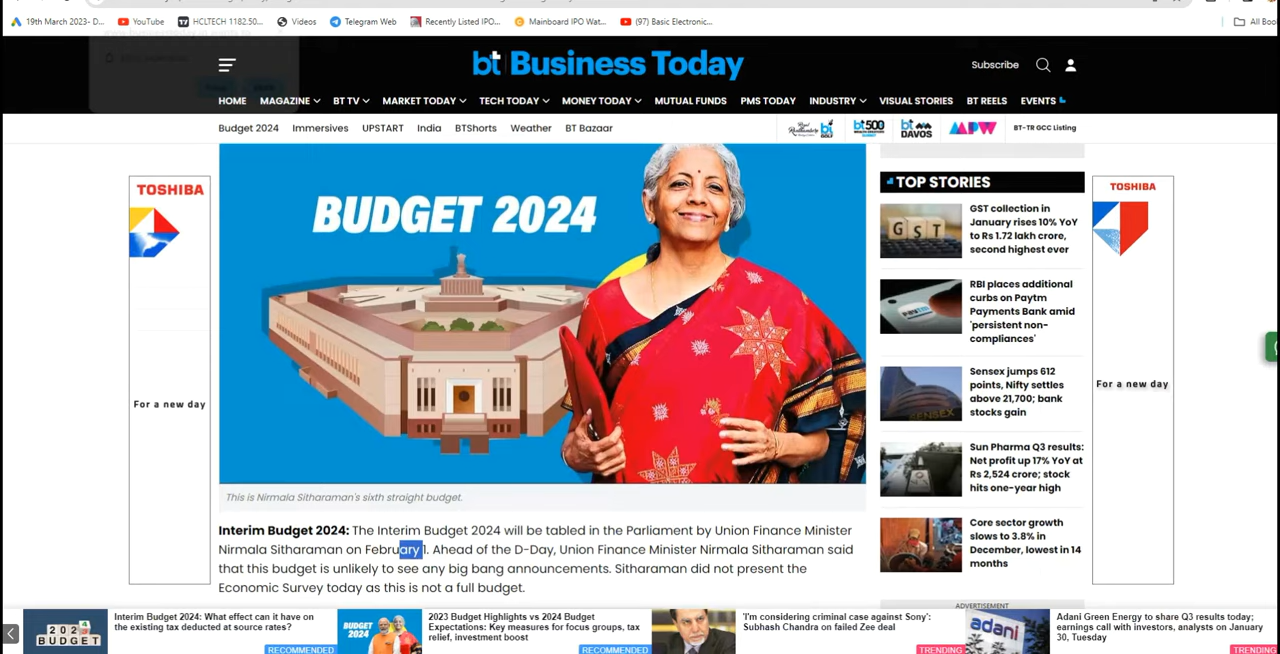 19th March 2023- D...
YouTube
HCLTECH 1182.50...
Videos
Telegram Web
Recently Listed IPO...
Mainboard IPO Wat...
(97) Basic Electronic...
All Boo
bt Business Today
Subscribe
HOME MAGAZINE BT TV MARKET TODAY TECH TODAY MONEY TODAY MUTUAL FUNDS PMS TODAY INDUSTRY VISUAL STORIES BT REELS EVENTS
Budget 2024 Immersives UPSTART India BTShorts Weather BT Bazaar
bt500
bt DAVOS
MPW
BT-TR GCC Listing
TOSHIBA
For a new day
BUDGET 2024
This is Nirmala Sitharaman's sixth straight budget.
Interim Budget 2024: The Interim Budget 2024 will be tabled in the Parliament by Union Finance Minister
Nirmala Sitharaman on February 1. Ahead of the D-Day, Union Finance Minister Nirmala Sitharaman said
that this budget is unlikely to see any big bang announcements. Sitharaman did not present the
Economic Survey today as this is not a full budget.
TOP STORIES
GST
GST collection in
January rises 10% YoY
to Rs 1.72 lakh crore,
second highest ever
PAYTM
RBI places additional
curbs on Paytm
Payments Bank amid
'persistent non-
compliances'
SENSEX
Sensex jumps 612
points, Nifty settles
above 21,700; bank
stocks gain
Sun Pharma Q3 results:
Net profit up 17% YoY at
Rs 2,524 crore; stock
hits one-year high
Core sector growth
slows to 3.8% in
December, lowest in 14
months
ADVERTISEMENT
TOSHIBA
For a new day
BUDGET
Interim Budget 2024: What effect can it have on
the existing tax deducted at source rates?
RECOMMENDED
BUDGET
2024
2023 Budget Highlights vs 2024 Budget
Expectations: Key measures for focus groups, tax
relief, investment boost
RECOMMENDED
'I'm considering criminal case against Sony':
Subhash Chandra on failed Zee deal
TRENDING
adani
Adani Green Energy to share Q3 results today;
earnings call with investors, analysts on January
30, Tuesday
TRENDING